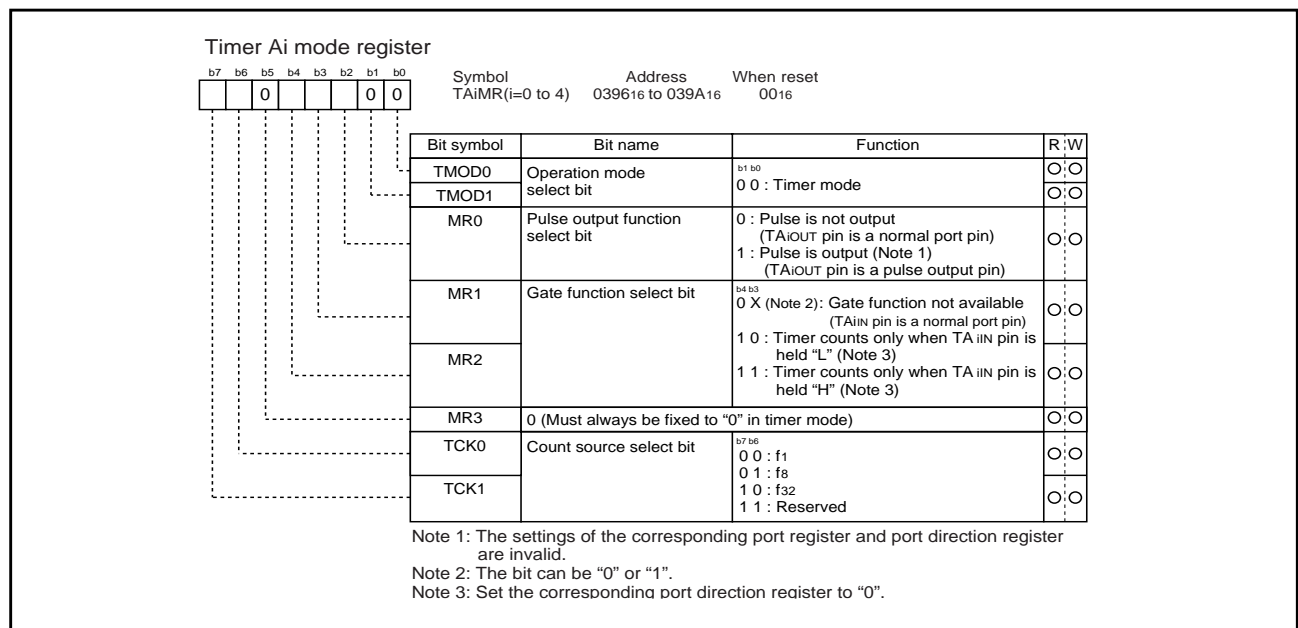 Timer Ai mode register
b7 b6 b5 b4 b3 b2 b1 b0
0 0 0
Symbol Address When reset
TAiMR(i=0 to 4) 039616 to 039A16 0016
Bit symbol Bit name Function R W
TMOD0 Operation mode select bit b1 b0
TMOD1 0 0 : Timer mode
MR0 Pulse output function select bit 0 : Pulse is not output
(TAiOUT pin is a normal port pin)
1 : Pulse is output (Note 1)
(TAiOUT pin is a pulse output pin)
MR1 Gate function select bit b4 b3
0 X (Note 2): Gate function not available
(TAiIN pin is a normal port pin)
1 0 : Timer counts only when TAiIN pin is
held “L” (Note 3)
MR2
1 1 : Timer counts only when TAiIN pin is
held “H” (Note 3)
MR3 0 (Must always be fixed to “0” in timer mode)
TCK0 Count source select bit b7 b6
0 0 : f1
0 1 : f8
TCK1 1 0 : f32
1 1 : Reserved
Note 1: The settings of the corresponding port register and port direction register
are invalid.
Note 2: The bit can be “0” or “1”.
Note 3: Set the corresponding port direction register to “0”.